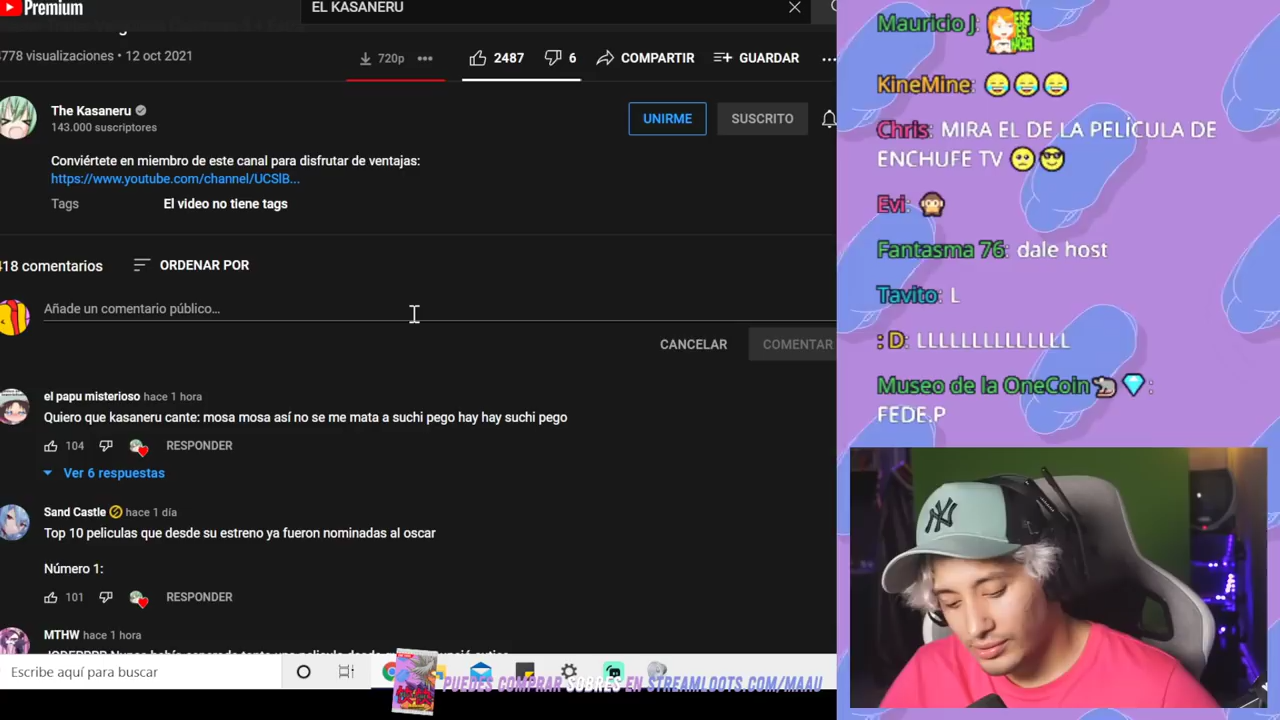 Premium
EL KASANERU
4778 visualizaciones • 12 oct 2021
720p
2487
6
COMPARTIR
GUARDAR
The Kasaneru
143.000 suscriptores
UNIRME
SUSCRITO
Conviértete en miembro de este canal para disfrutar de ventajas:
https://www.youtube.com/channel/UCSlB...
Tags El video no tiene tags
418 comentarios
ORDENAR POR
Añade un comentario público...
CANCELAR
COMENTAR
el papu misterioso hace 1 hora
Quiero que kasaneru cante: mosa mosa así no se me mata a suchi pego hay hay suchi pego
104
RESPONDER
Ver 6 respuestas
Sand Castle hace 1 día
Top 10 peliculas que desde su estreno ya fueron nominadas al oscar
Número 1:
101
RESPONDER
MTHW hace 1 hora
Escribe aquí para buscar
PUEDES COMPRAR SOBRES EN STREAMLOOTS.COM/MAAU
Mauricio J:
KineMine: 😂😂😂
Chris: MIRA EL DE LA PELÍCULA DE
ENCHUFE TV 🥺😎
Evi: 🙊
Fantasma 76: dale host
Tavito: L
: D: LLLLLLLLLLLLL
Museo de la OneCoin🐀💎:
FEDE.P
NY